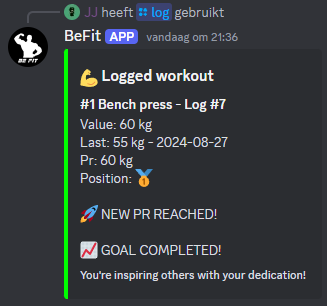 JJ heeft log gebruikt
BE FIT
BeFit APP vandaag om 21:36
Logged workout
#1 Bench press - Log #7
Value: 60 kg
Last: 55 kg - 2024-08-27
Pr: 60 kg
Position: 🥇
🚀 NEW PR REACHED!
📈 GOAL COMPLETED!
You're inspiring others with your dedication!